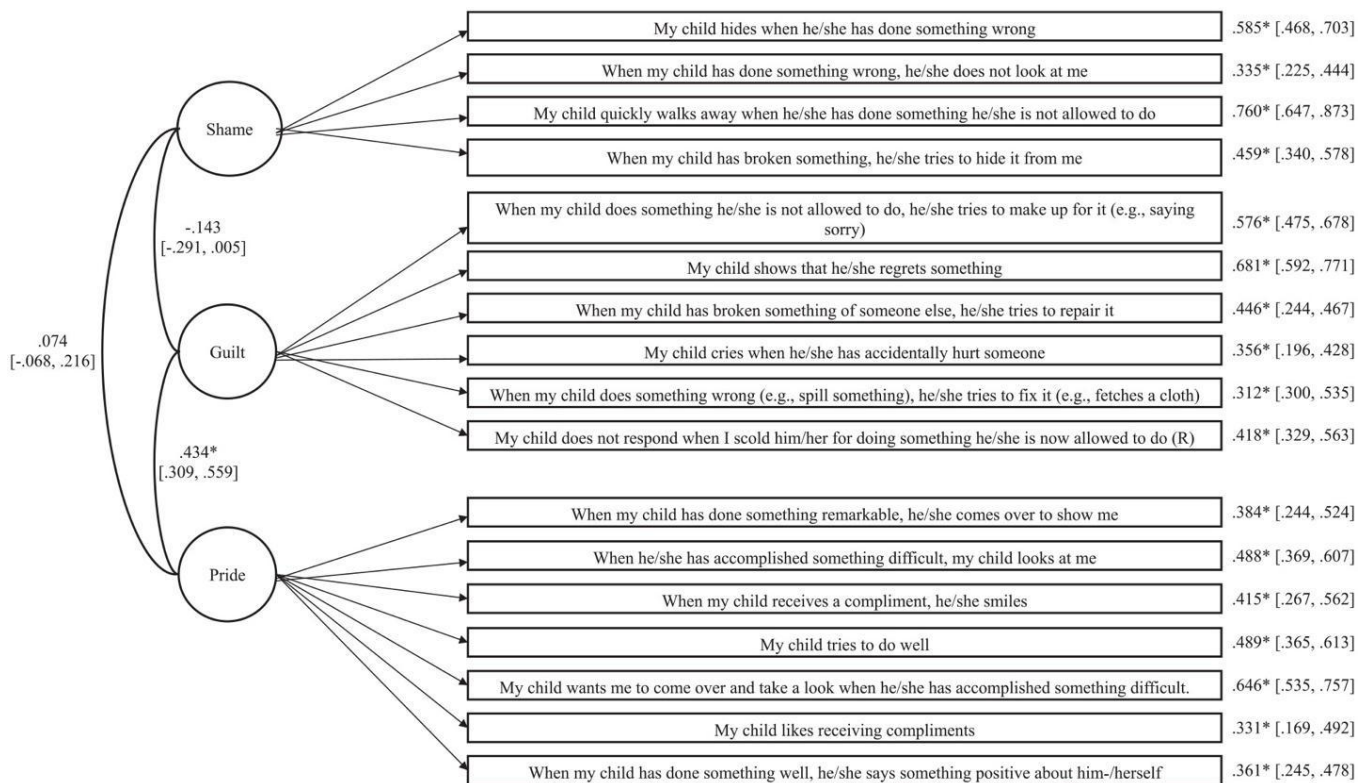 My child hides when he/she has done something wrong .585* [.468, .703]
When my child has done something wrong, he/she does not look at me .335* [.225, .444]
My child quickly walks away when he/she has done something he/she is not allowed to do .760* [.647, .873]
Shame
When my child has broken something, he/she tries to hide it from me .459* [.340, .578]
When my child does something he/she is not allowed to do, he/she tries to make up for it (e.g., saying
sorry) .576* [.475, .678]
-.143
[-.291, .005]
My child shows that he/she regrets something .681* [.592, .771]
When my child has broken something of someone else, he/she tries to repair it .446* [.244, .467]
.074
[-.068, .216]
Guilt
My child cries when he/she has accidentally hurt someone .356* [.196, .428]
When my child does something wrong (e.g., spill something), he/she tries to fix it (e.g., fetches a cloth) .312* [.300, .535]
My child does not respond when I scold him/her for doing something he/she is now allowed to do (R) .418* [.329, .563]
.434*
[.309, .559]
When my child has done something remarkable, he/she comes over to show me .384* [.244, .524]
When he/she has accomplished something difficult, my child looks at me .488* [.369, .607]
Pride
When my child receives a compliment, he/she smiles .415* [.267, .562]
My child tries to do well .489* [.365, .613]
My child wants me to come over and take a look when he/she has accomplished something difficult. .646* [.535, .757]
My child likes receiving compliments .331* [.169, .492]
When my child has done something well, he/she says something positive about him-/herself .361* [.245, .478]